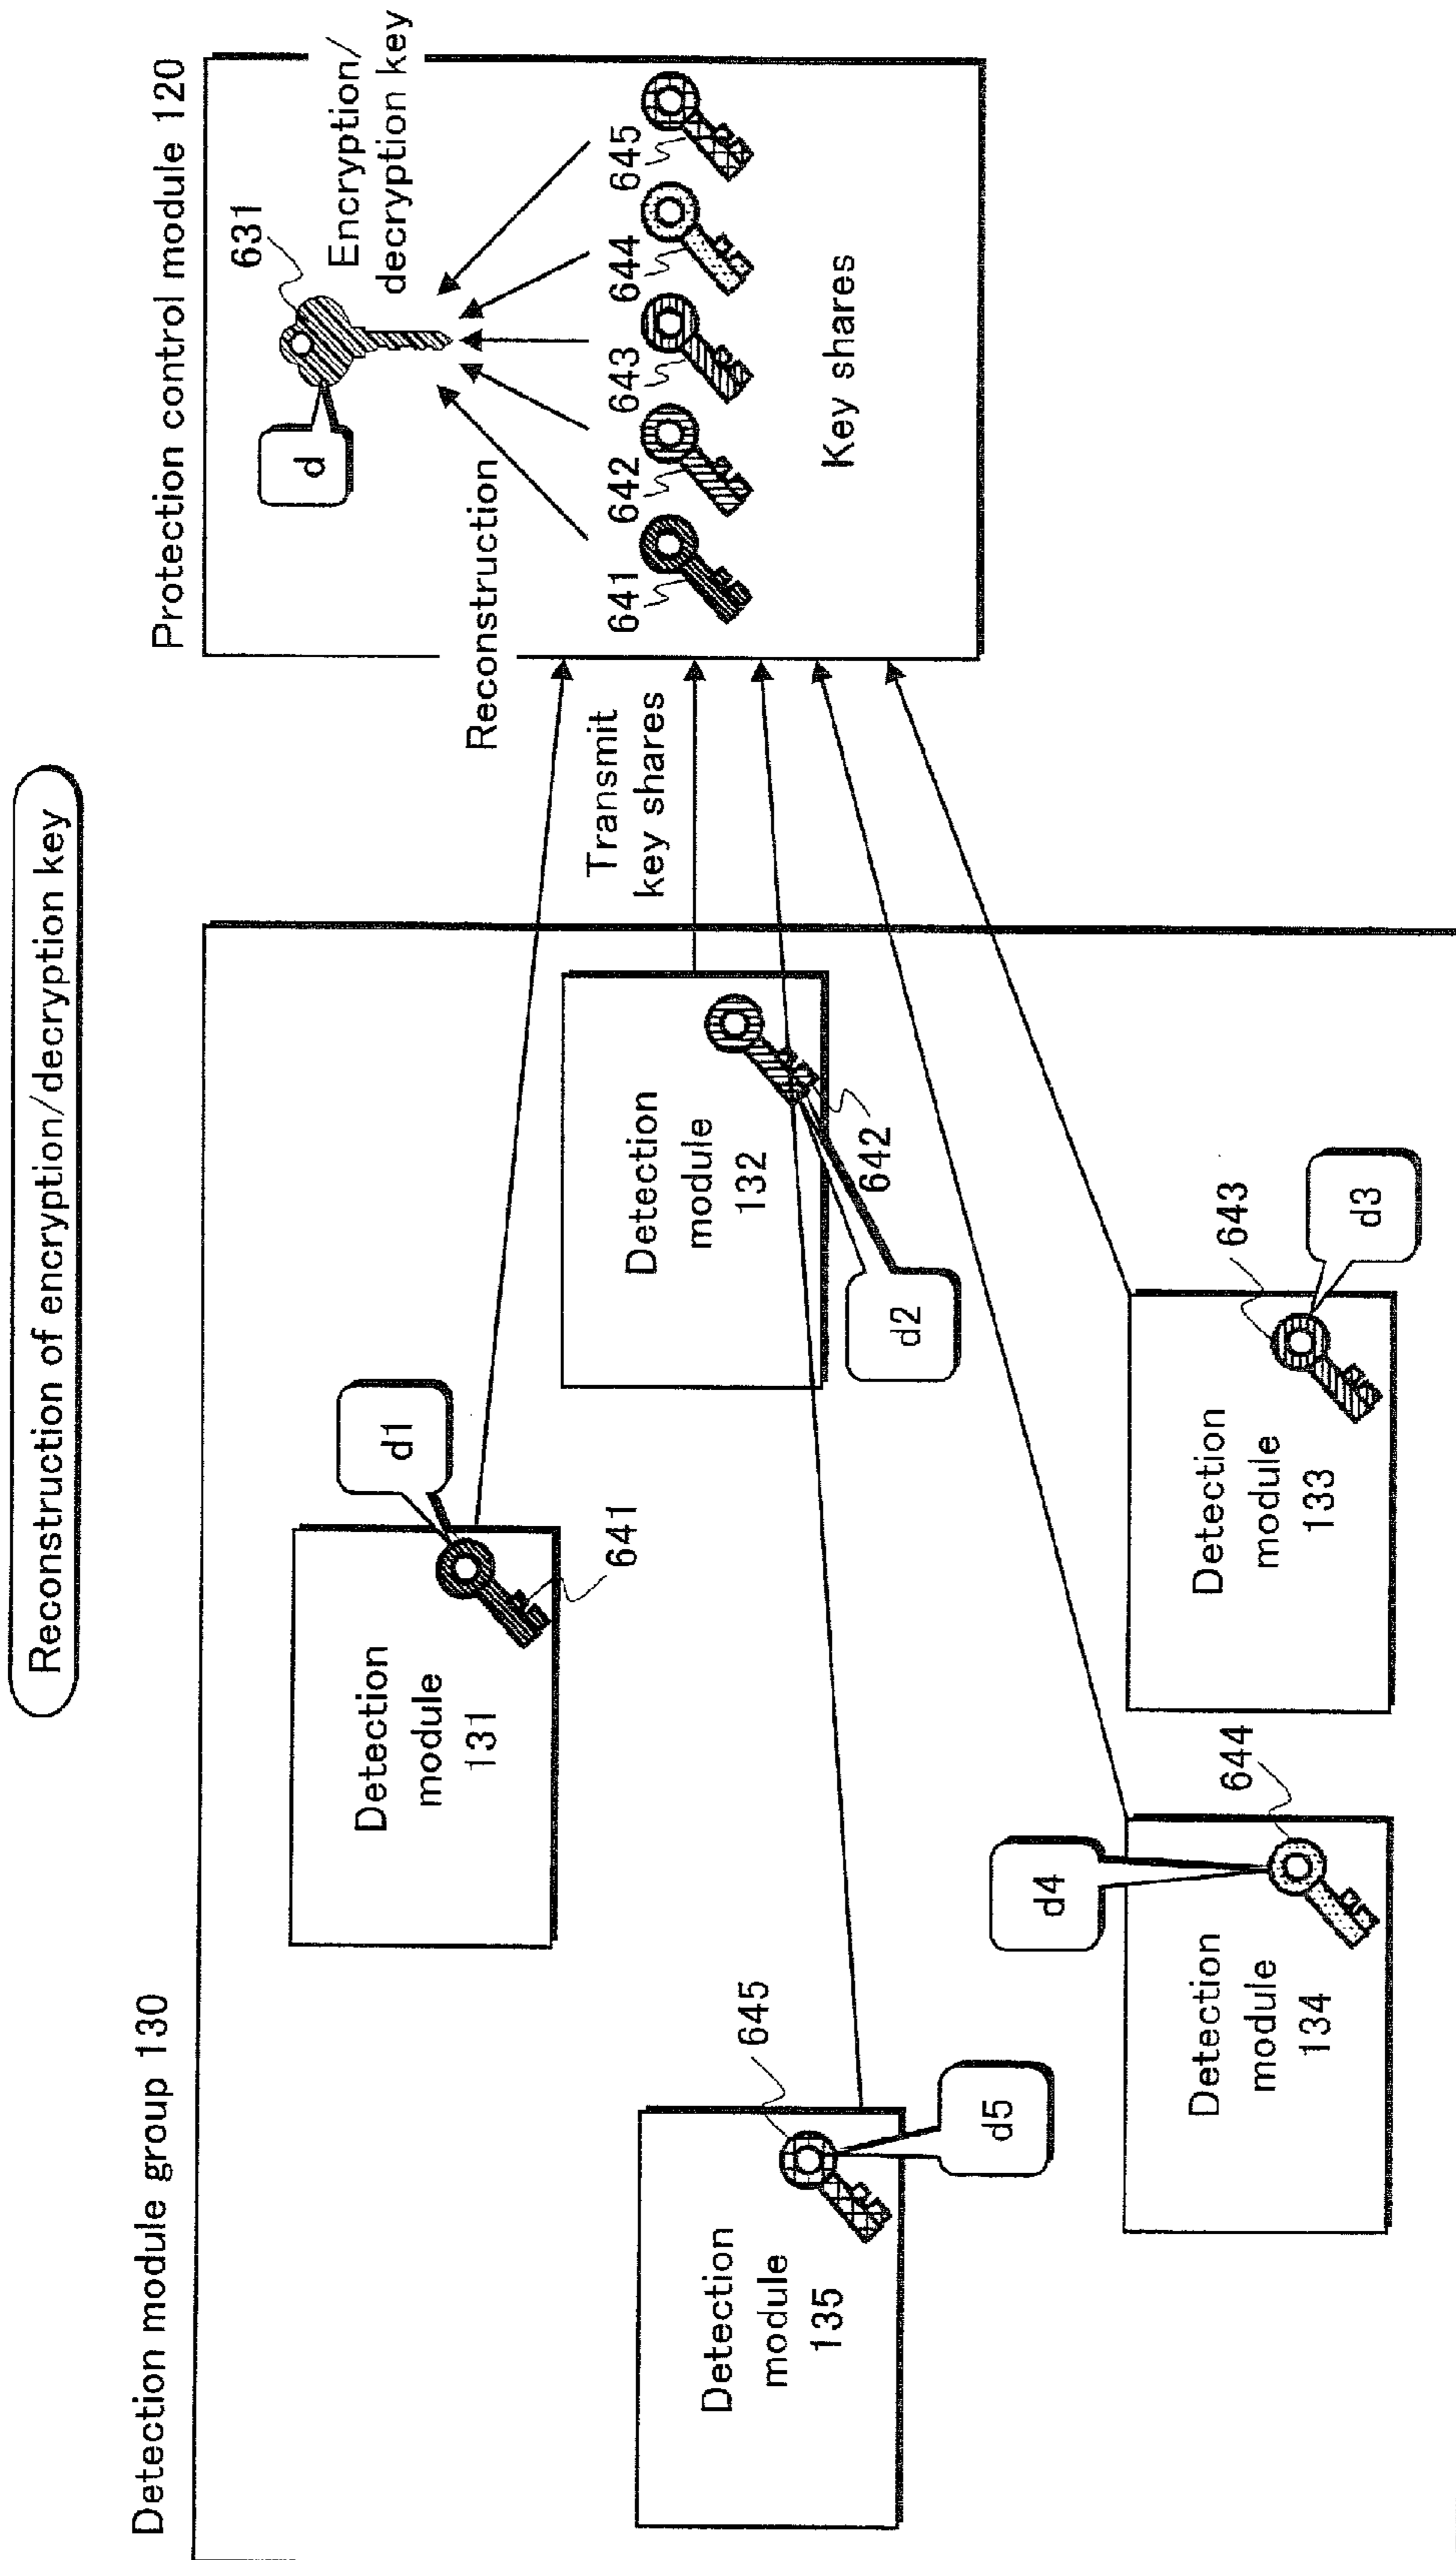 Reconstruction of encryption/decryption key
Detection module group 130
Detection
module
131
d1
641
Detection
module
132
d2
642
Detection
module
133
643
d3
Detection
module
134
d4
644
Detection
module
135
645
d5
Transmit
key shares
Protection control module 120
631
d
Encryption/
decryption key
Reconstruction
641
642
643
644
645
Key shares